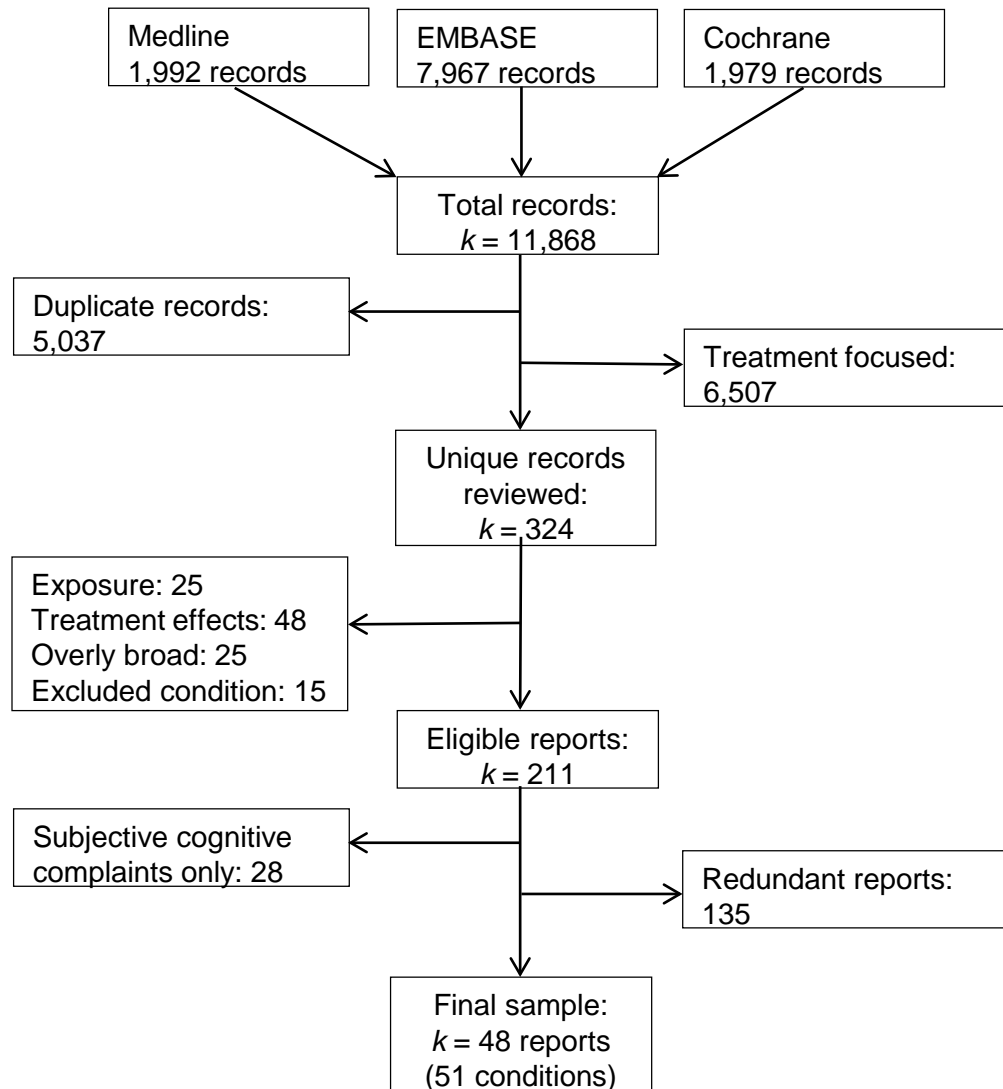 Medline
1,992 records
EMBASE
7,967 records
Cochrane
1,979 records
Total records:
k = 11,868
Duplicate records:
5,037
Treatment focused:
6,507
Unique records
reviewed:
k = 324
Exposure: 25
Treatment effects: 48
Overly broad: 25
Excluded condition: 15
Eligible reports:
k = 211
Subjective cognitive
complaints only: 28
Redundant reports:
135
Final sample:
k = 48 reports
(51 conditions)